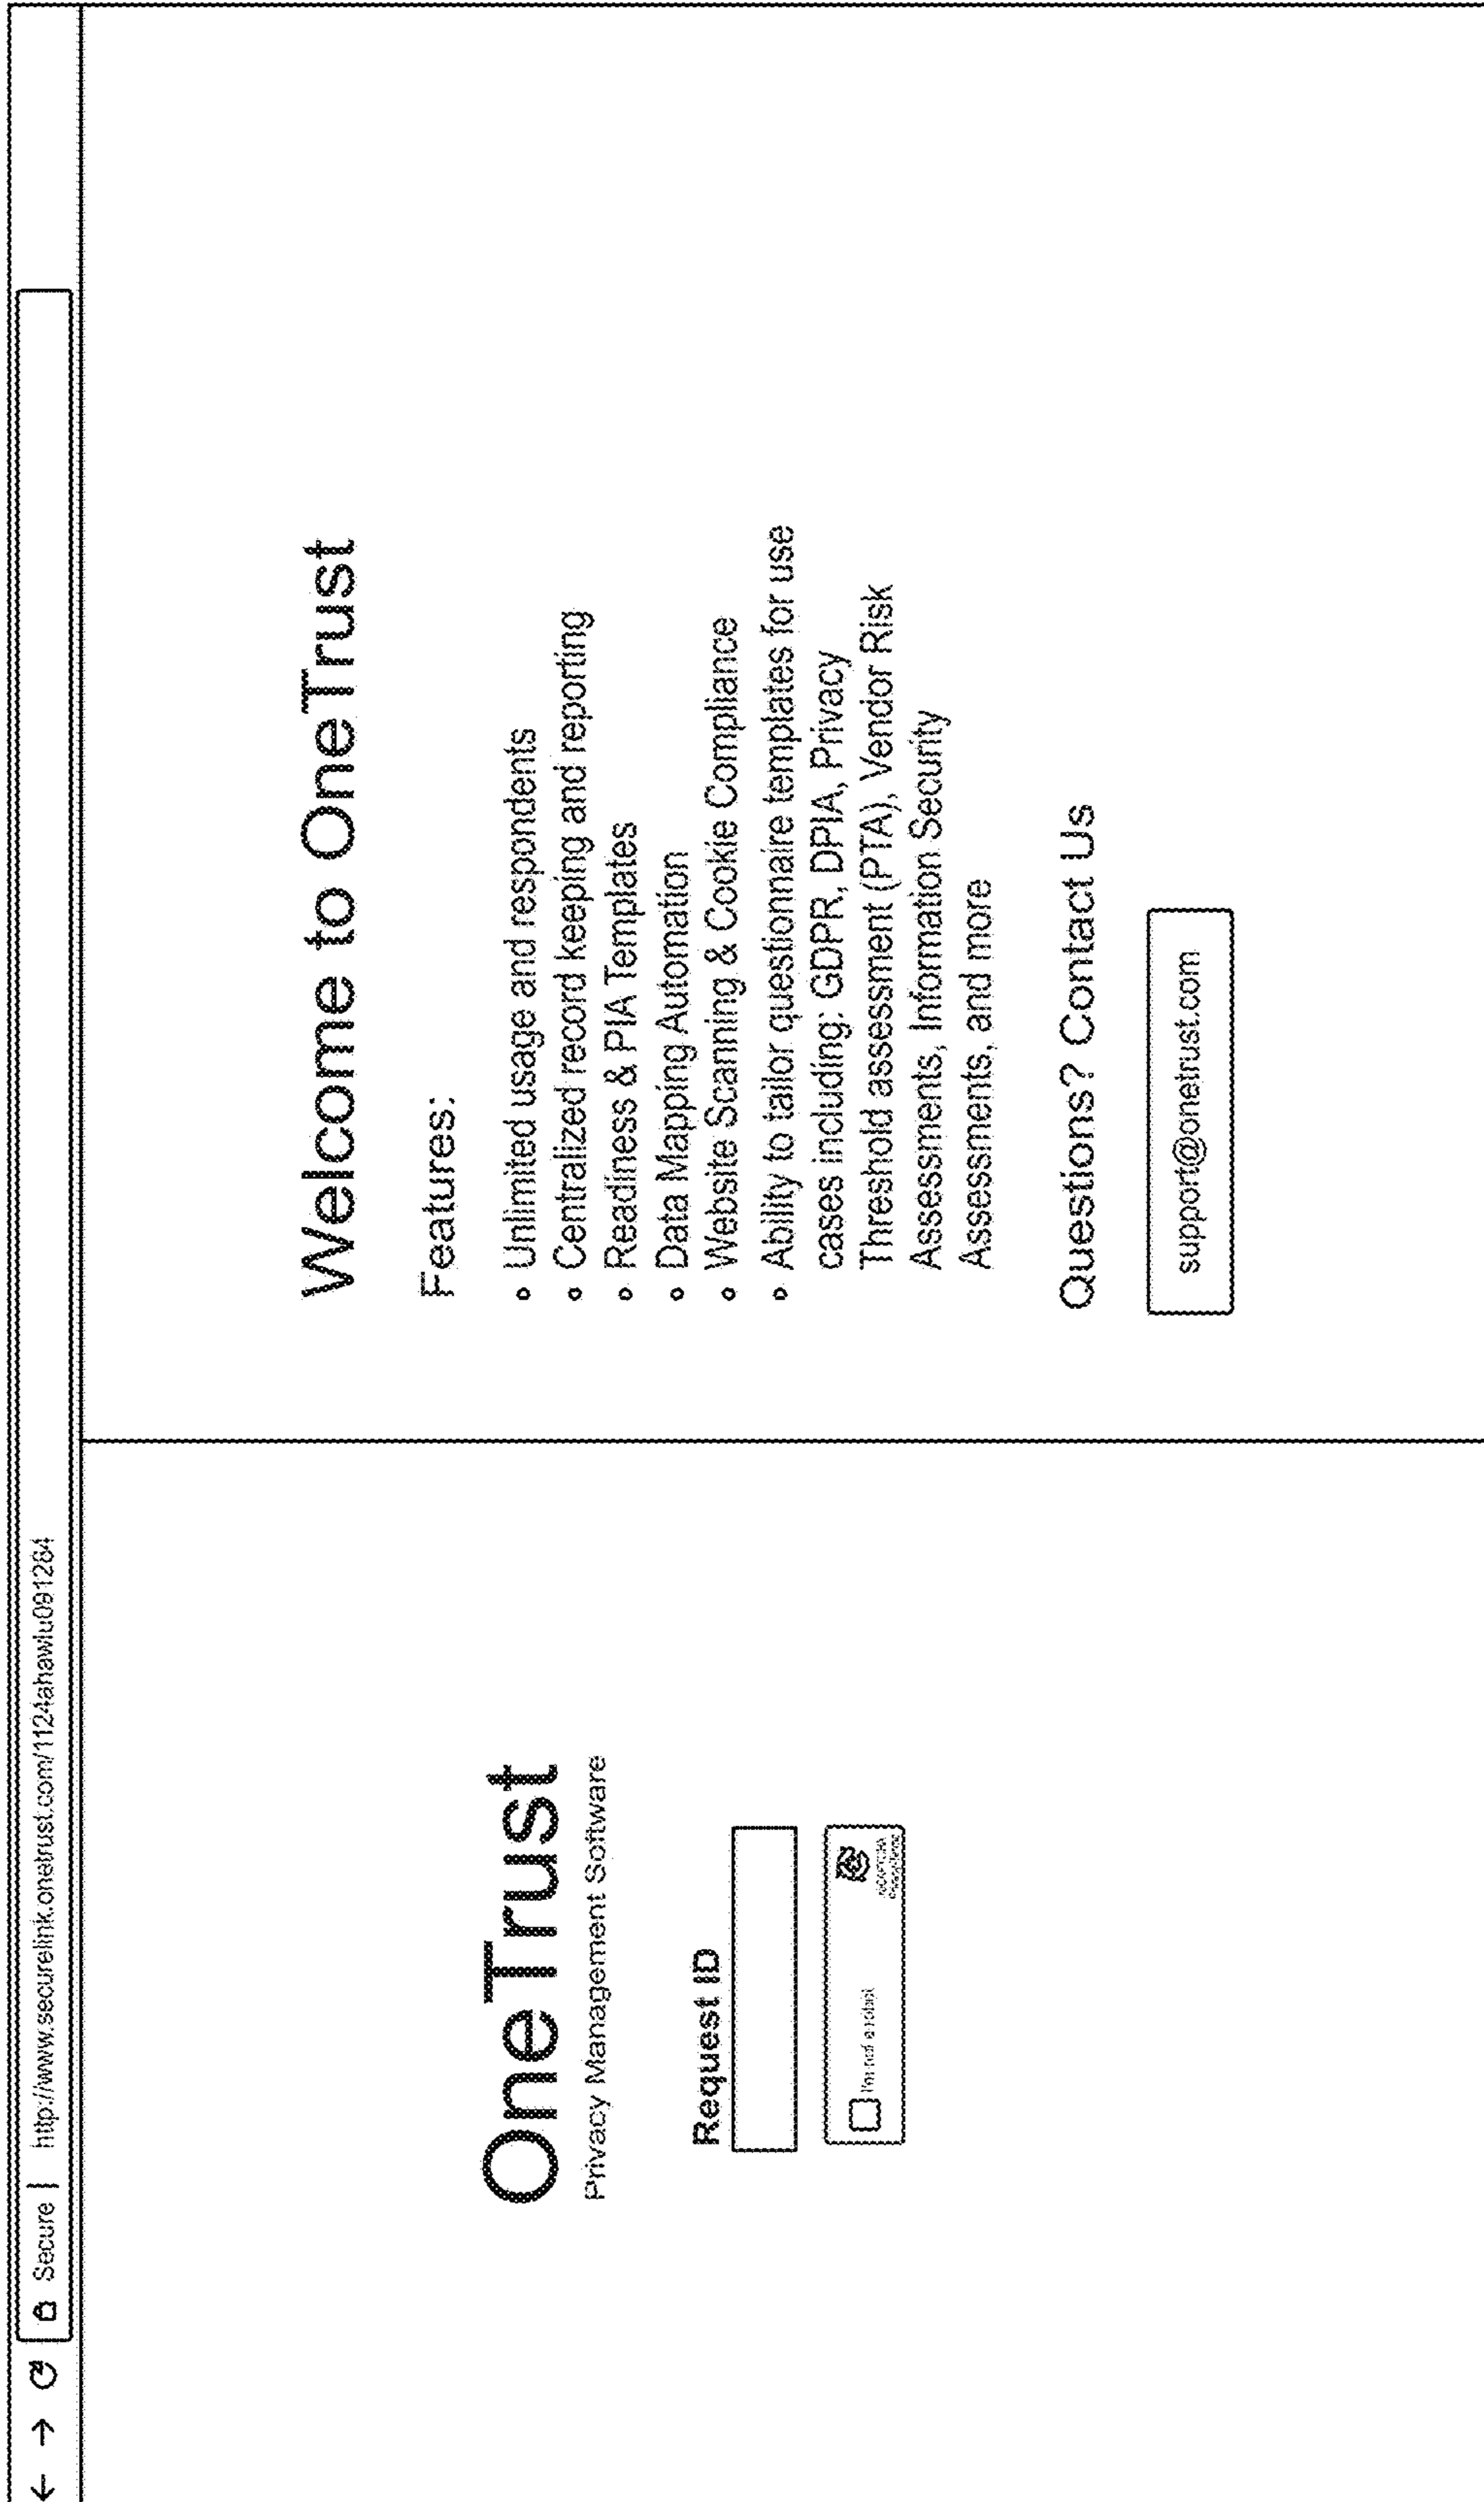 Secure | http://www.securelink.onetrust.com/1124ahawlu091284
OneTrust
Privacy Management Software
Request ID
I'm not a robot
reCAPTCHA
Welcome to OneTrust
Features:
Unlimited usage and respondents
Centralized record keeping and reporting
Readiness & PIA Templates
Data Mapping Automation
Website Scanning & Cookie Compliance
Ability to tailor questionnaire templates for use
cases including: GDPR, DPIA, Privacy
Threshold assessment (PTA), Vendor Risk
Assessments, Information Security
Assessments, and more
Questions? Contact Us
support@onetrust.com